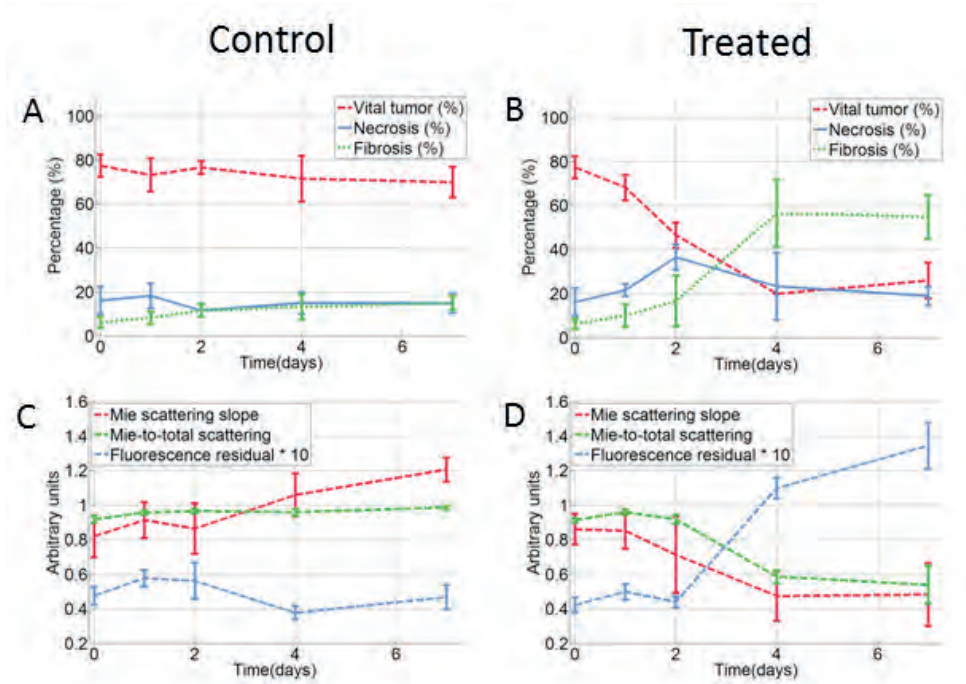 Control
Treated
A
Vital tumor (%)
Necrosis (%)
Fibrosis (%)
100
80
60
40
20
0
Percentage (%)
0
2
4
6
Time(days)
B
Vital tumor (%)
Necrosis (%)
Fibrosis (%)
100
80
60
40
20
0
Percentage (%)
0
2
4
6
Time(days)
C
Mie scattering slope
Mie-to-total scattering
Fluorescence residual * 10
1.6
1.4
1.2
1
0.8
0.6
0.4
0.2
Arbitrary units
0
2
4
6
Time(days)
D
Mie scattering slope
Mie-to-total scattering
Fluorescence residual * 10
1.6
1.4
1.2
1
0.8
0.6
0.4
0.2
Arbitrary units
0
2
4
6
Time(days)